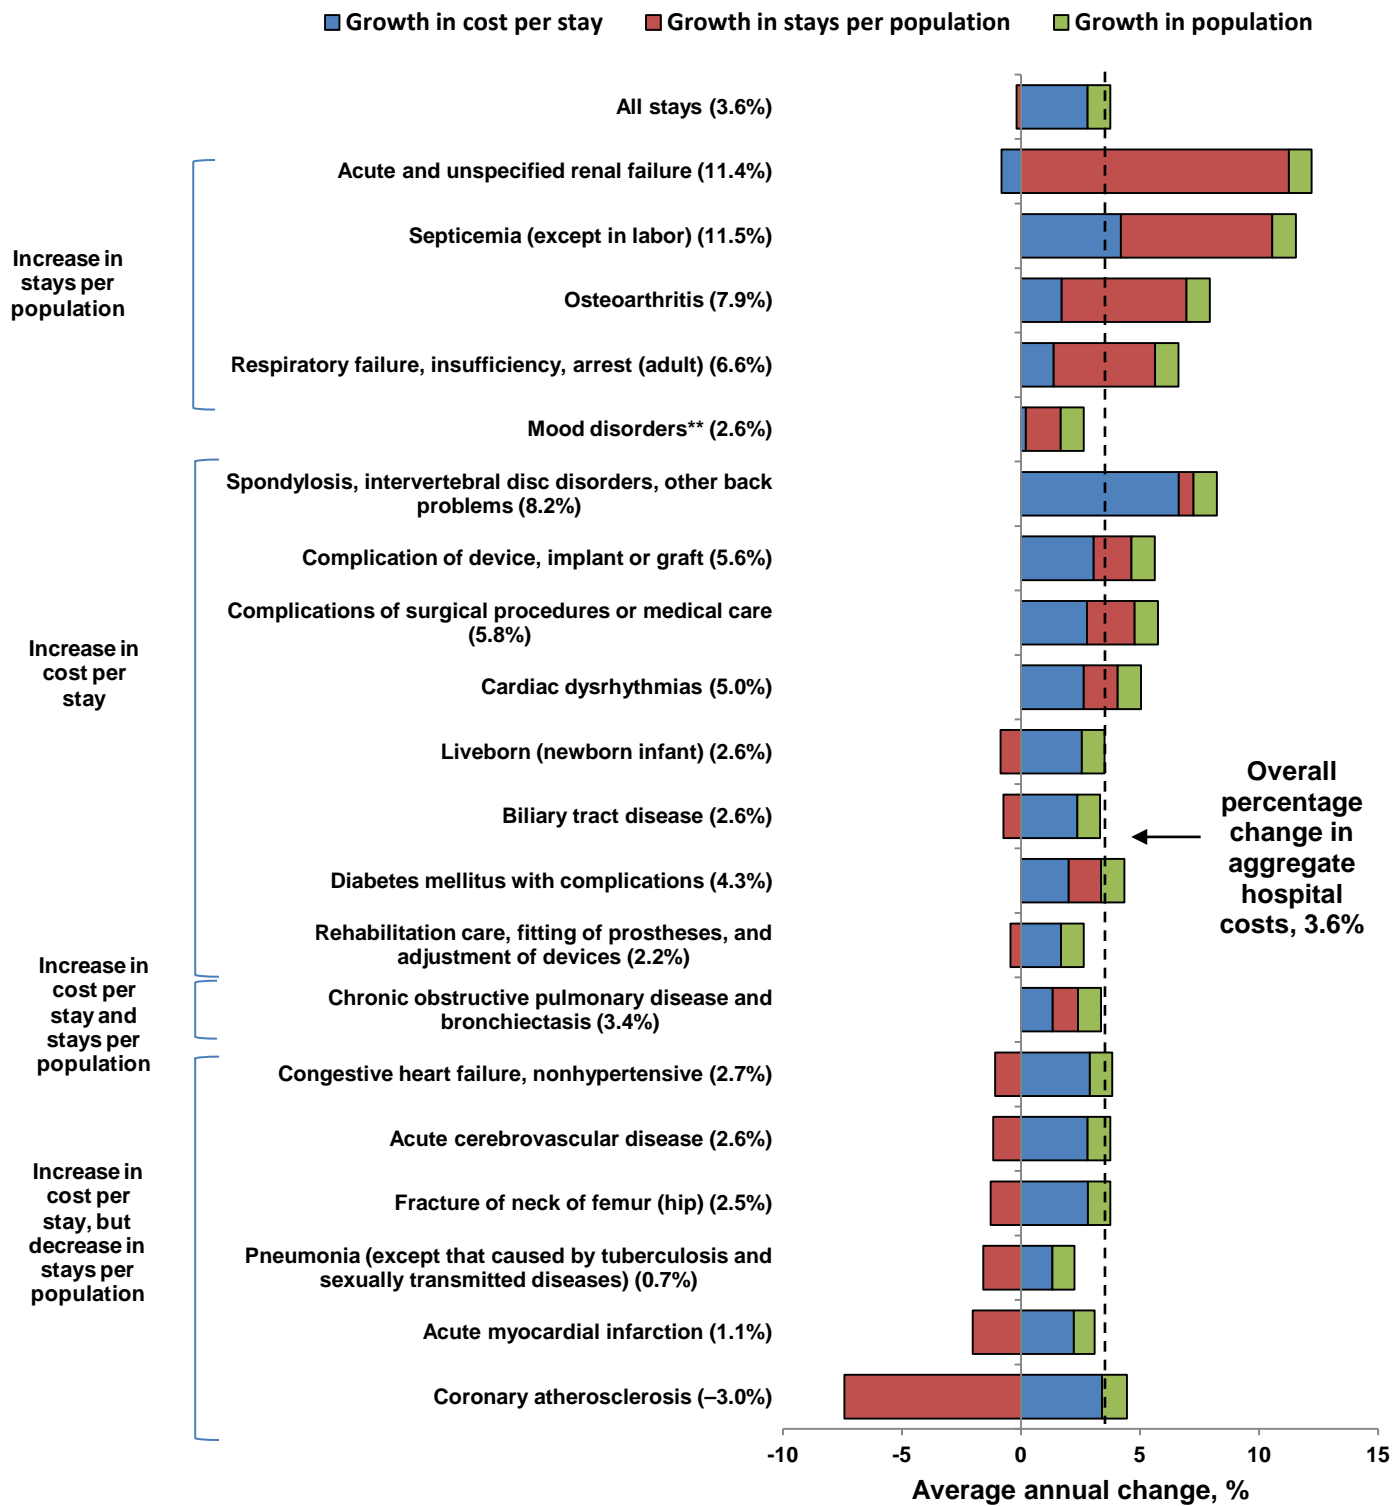 Growth in cost per stay Growth in stays per population Growth in population
All stays (3.6%)
Increase in
stays per
population
Acute and unspecified renal failure (11.4%)
Septicemia (except in labor) (11.5%)
Osteoarthritis (7.9%)
Respiratory failure, insufficiency, arrest (adult) (6.6%)
Mood disorders** (2.6%)
Increase in
cost per
stay
Spondylosis, intervertebral disc disorders, other back
problems (8.2%)
Complication of device, implant or graft (5.6%)
Complications of surgical procedures or medical care
(5.8%)
Cardiac dysrhythmias (5.0%)
Liveborn (newborn infant) (2.6%)
Biliary tract disease (2.6%)
Diabetes mellitus with complications (4.3%)
Rehabilitation care, fitting of prostheses, and
adjustment of devices (2.2%)
Overall
percentage
change in
aggregate
hospital
costs, 3.6%
Increase in
cost per
stay and
stays per
population
Chronic obstructive pulmonary disease and
bronchiectasis (3.4%)
Increase in
cost per
stay, but
decrease in
stays per
population
Congestive heart failure, nonhypertensive (2.7%)
Acute cerebrovascular disease (2.6%)
Fracture of neck of femur (hip) (2.5%)
Pneumonia (except that caused by tuberculosis and
sexually transmitted diseases) (0.7%)
Acute myocardial infarction (1.1%)
Coronary atherosclerosis (–3.0%)
-10 -5 0 5 10 15
Average annual change, %